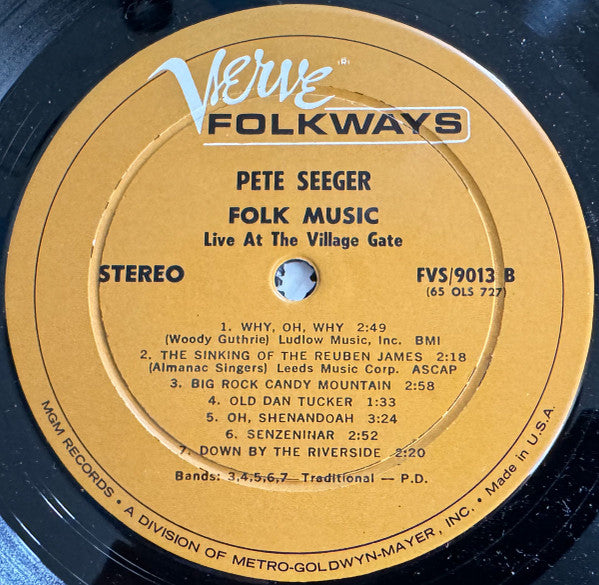 Verve (R)
FOLKWAYS
PETE SEEGER
FOLK MUSIC
Live At The Village Gate
STEREO
FVS/9013 B
(65 OLS 727)
1. WHY, OH, WHY 2:49
(Woody Guthrie) Ludlow Music, Inc. BMI
2. THE SINKING OF THE REUBEN JAMES 2:18
(Almanac Singers) Leeds Music Corp. ASCAP
3. BIG ROCK CANDY MOUNTAIN 2:58
4. OLD DAN TUCKER 1:33
5. OH, SHENANDOAH 3:24
6. SENZENINAR 2:52
7. DOWN BY THE RIVERSIDE 2:20
Bands: 3,4,5,6,7 — Traditional — P.D.
MGM RECORDS • A DIVISION OF METRO-GOLDWYN-MAYER, INC. • Made in U.S.A.